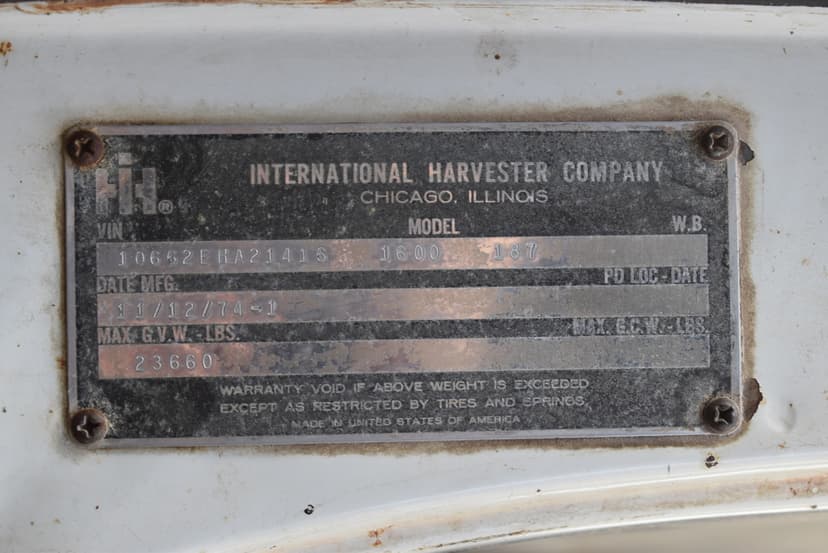 IH®
INTERNATIONAL HARVESTER COMPANY
CHICAGO, ILLINOIS
VIN MODEL W.B.
1600 187
DATE MFG. PD LOC-DATE
11/12/74-1
MAX. G.V.W.-LBS. MAX. G.C.W.-LBS.
23660
WARRANTY VOID IF ABOVE WEIGHT IS EXCEEDED
EXCEPT AS RESTRICTED BY TIRES AND SPRINGS.
MADE IN UNITED STATES OF AMERICA